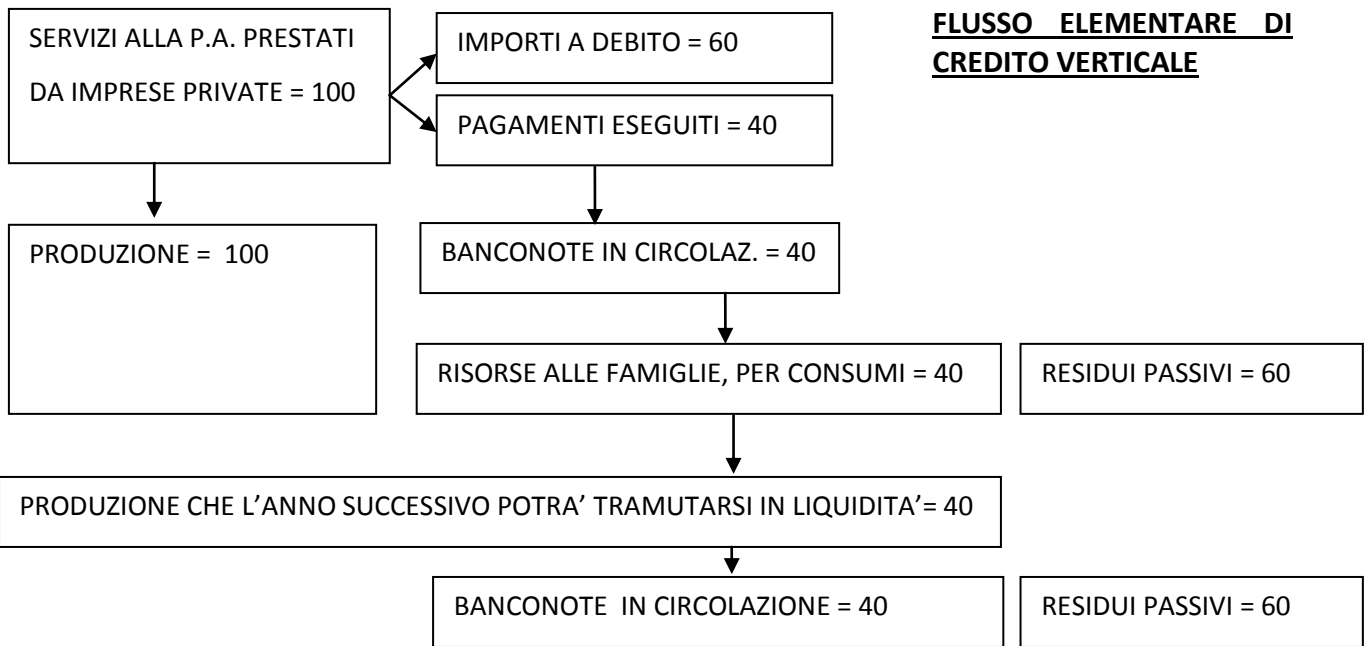 FLUSSO ELEMENTARE DI
CREDITO VERTICALE
SERVIZI ALLA P.A. PRESTATI
DA IMPRESE PRIVATE = 100
IMPORTI A DEBITO = 60
PAGAMENTI ESEGUITI = 40
PRODUZIONE = 100
BANCONOTE IN CIRCOLAZ. = 40
RISORSE ALLE FAMIGLIE, PER CONSUMI = 40
RESIDUI PASSIVI = 60
PRODUZIONE CHE L’ANNO SUCCESSIVO POTRA’ TRAMUTARSI IN LIQUIDITA’= 40
BANCONOTE IN CIRCOLAZIONE = 40
RESIDUI PASSIVI = 60